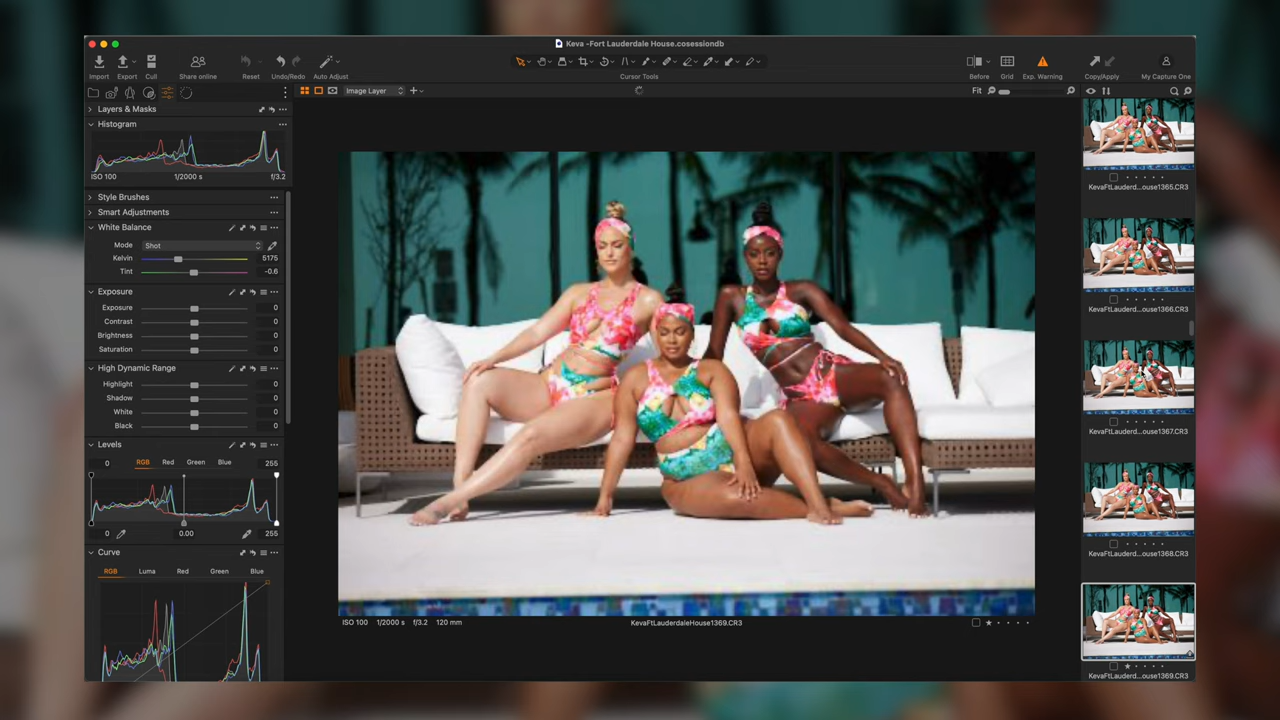 Keva -Fort Lauderdale House.cosessiondb
Import Export Cull Share online Reset Undo/Redo Auto Adjust Cursor Tools Before Grid Exp. Warning Copy/Apply My Capture One
Image Layer Fit
Layers & Masks
Histogram
ISO 100 1/2000 s f/3.2
Style Brushes
Smart Adjustments
White Balance
Mode Shot
Kelvin 5175
Tint -0.6
Exposure
Exposure 0
Contrast 0
Brightness 0
Saturation 0
High Dynamic Range
Highlight 0
Shadow 0
White 0
Black 0
Levels
0 RGB Red Green Blue 255
0 0.00 255
Curve
RGB Luma Red Green Blue
ISO 100 1/2000 s f/3.2 120 mm KevaFtLauderdaleHouse1369.CR3
KevaFtLauderd...ouse1365.CR3
KevaFtLauderd...ouse1366.CR3
KevaFtLauderd...ouse1367.CR3
KevaFtLauderd...ouse1368.CR3
KevaFtLauderd...ouse1369.CR3